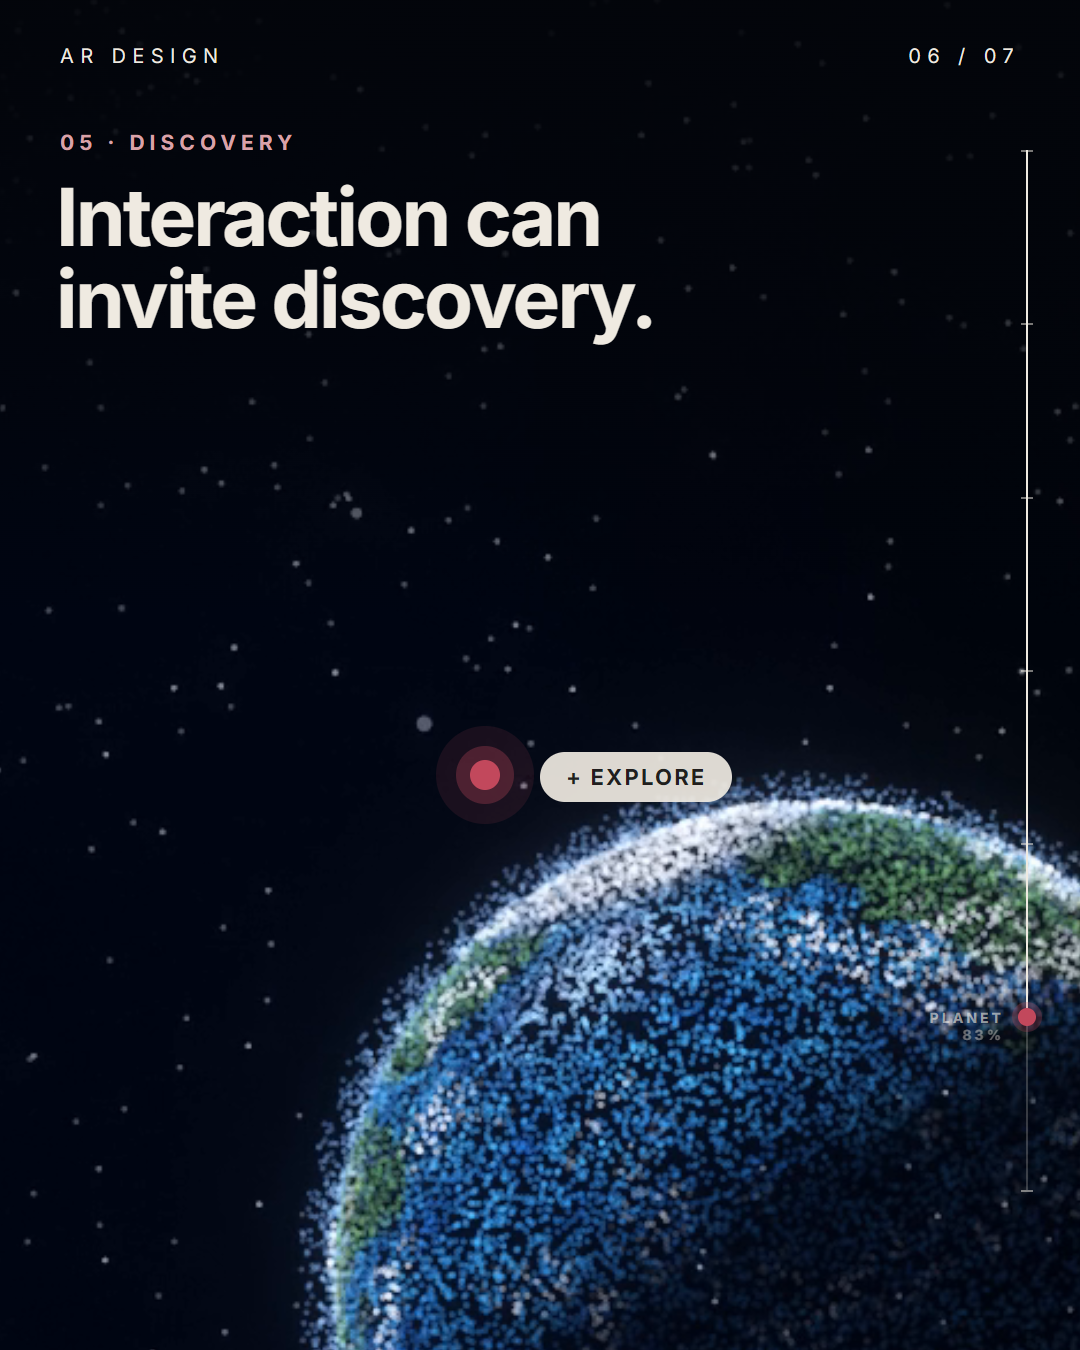 AR DESIGN
06 / 07
05 · DISCOVERY
Interaction can
invite discovery.
+ EXPLORE
PLANET
83%